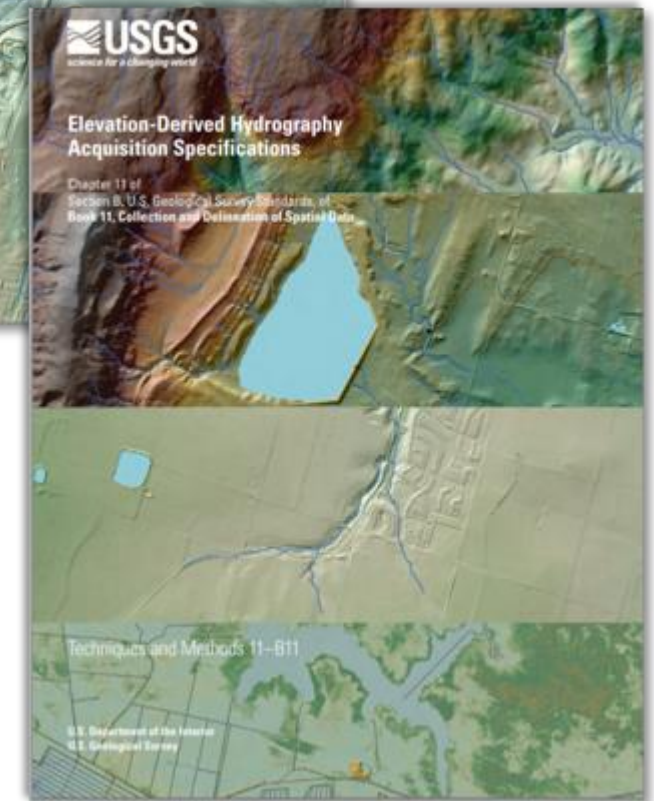 USGS
science for a changing world
Elevation-Derived Hydrography
Acquisition Specifications
Chapter 11 of
Section B, U.S. Geological Survey Standards, of
Book 11, Collection and Delineation of Spatial Data
Techniques and Methods 11–B11
U.S. Department of the Interior
U.S. Geological Survey